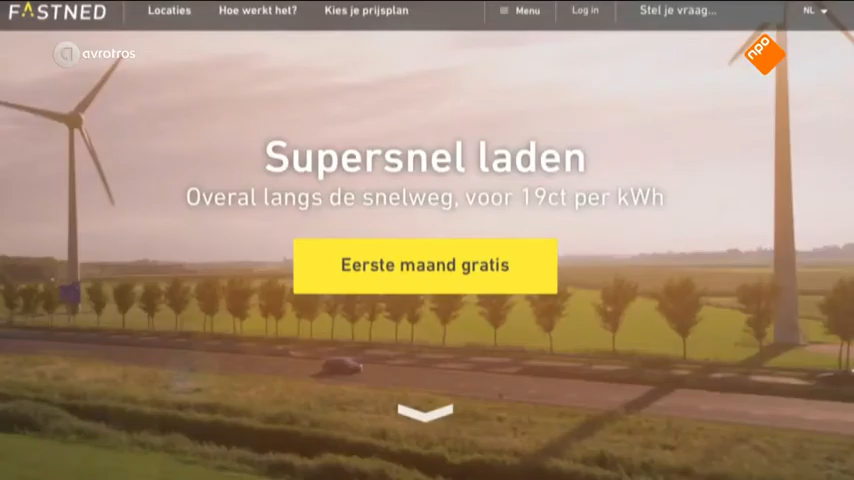 FASTNED
Locaties
Hoe werkt het?
Kies je prijsplan
Menu
Log in
Stel je vraag...
NL
avrotros
npo
Supersnel laden
Overal langs de snelweg, voor 19ct per kWh
Eerste maand gratis